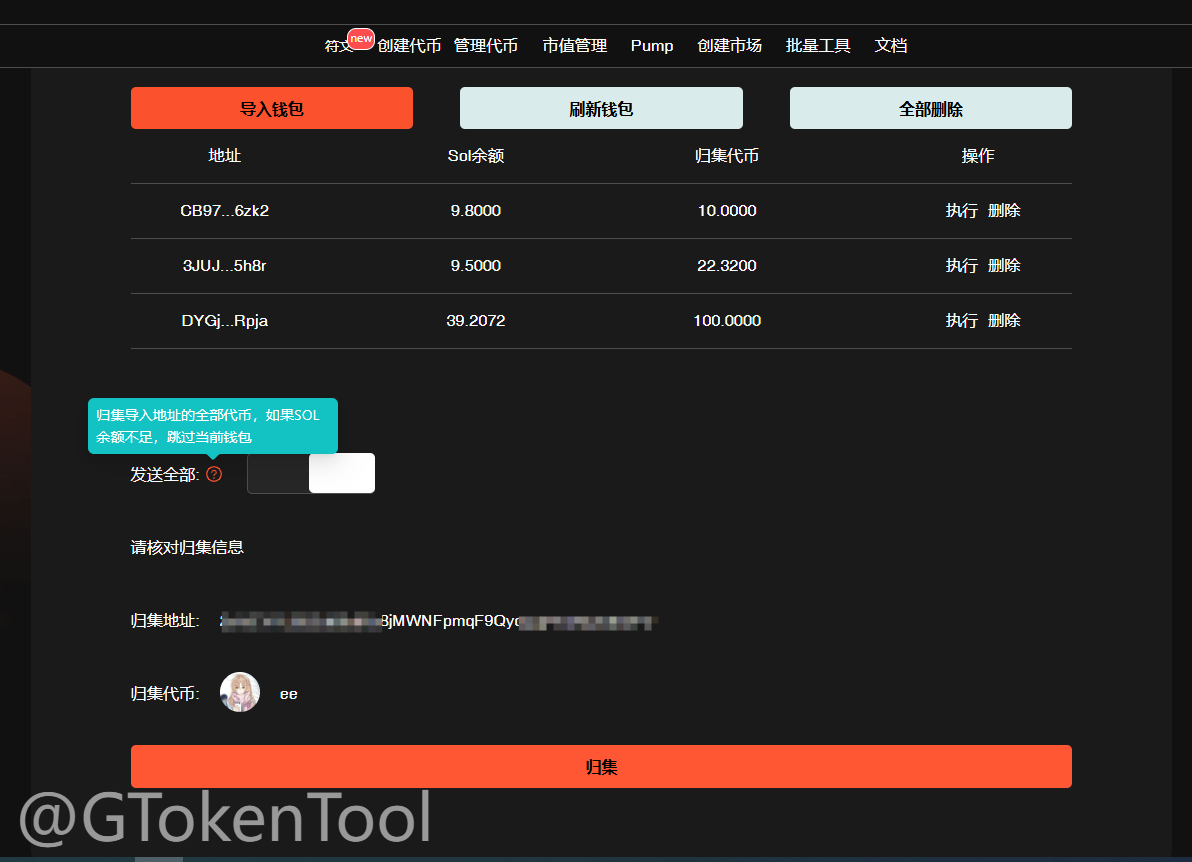 符文 new 创建代币 管理代币 市值管理 Pump 创建市场 批量工具 文档
导入钱包 刷新钱包 全部删除
地址 Sol余额 归集代币 操作
CB97...6zk2 9.8000 10.0000 执行 删除
3JUJ...5h8r 9.5000 22.3200 执行 删除
DYGj...Rpja 39.2072 100.0000 执行 删除
归集导入地址的全部代币，如果SOL
余额不足，跳过当前钱包
发送全部:
请核对归集信息
归集地址: 8jMWNFpmqF9Qyc
归集代币: ee
归集
@GTokenTool